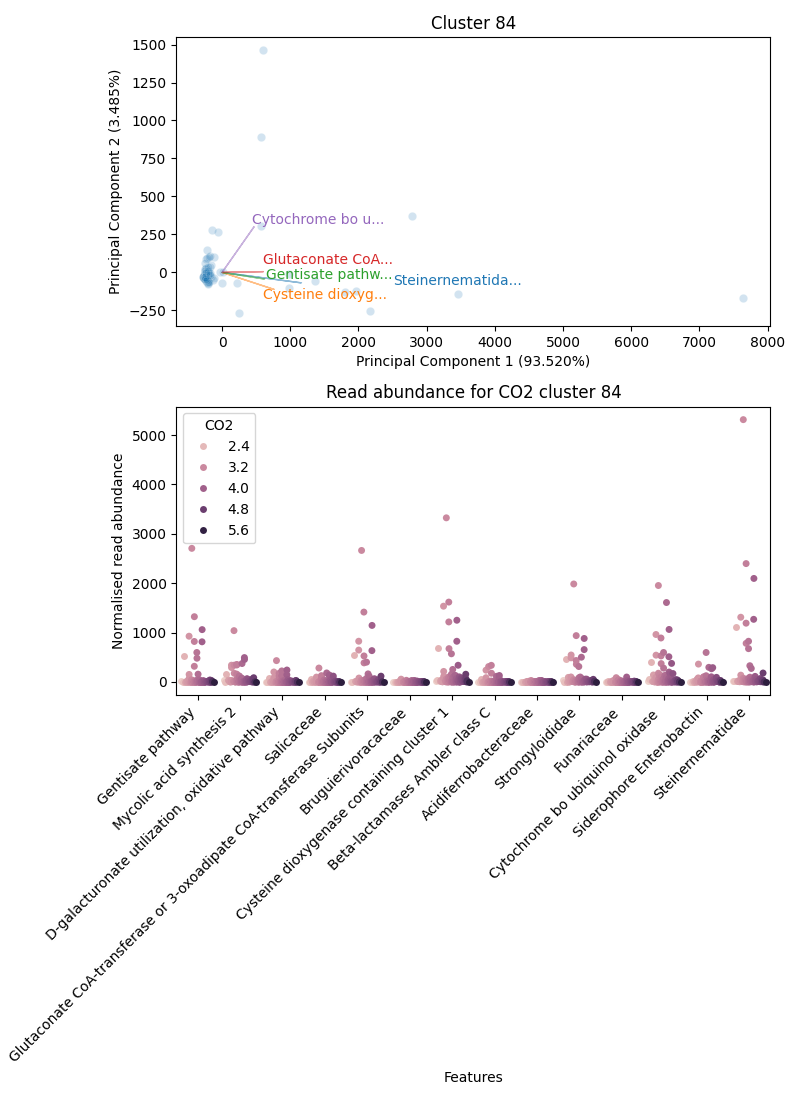 Cluster 84
1500
1250
1000
750
500
250
0
−250
Principal Component 2 (3.485%)
Cytochrome bo u...
Glutaconate CoA...
Gentisate pathw...
Steinernematida...
Cysteine dioxyg...
0 1000 2000 3000 4000 5000 6000 7000 8000
Principal Component 1 (93.520%)
Read abundance for CO2 cluster 84
CO2
2.4
3.2
4.0
4.8
5.6
5000
4000
3000
2000
1000
0
Normalised read abundance
Gentisate pathway
Mycolic acid synthesis 2
D-galacturonate utilization, oxidative pathway
Salicaceae
Glutaconate CoA-transferase or 3-oxoadipate CoA-transferase Subunits
Bruguierivoracaceae
Cysteine dioxygenase containing cluster 1
Beta-lactamases Ambler class C
Acidiferrobacteraceae
Strongyloididae
Funariaceae
Cytochrome bo ubiquinol oxidase
Siderophore Enterobactin
Steinernematidae
Features